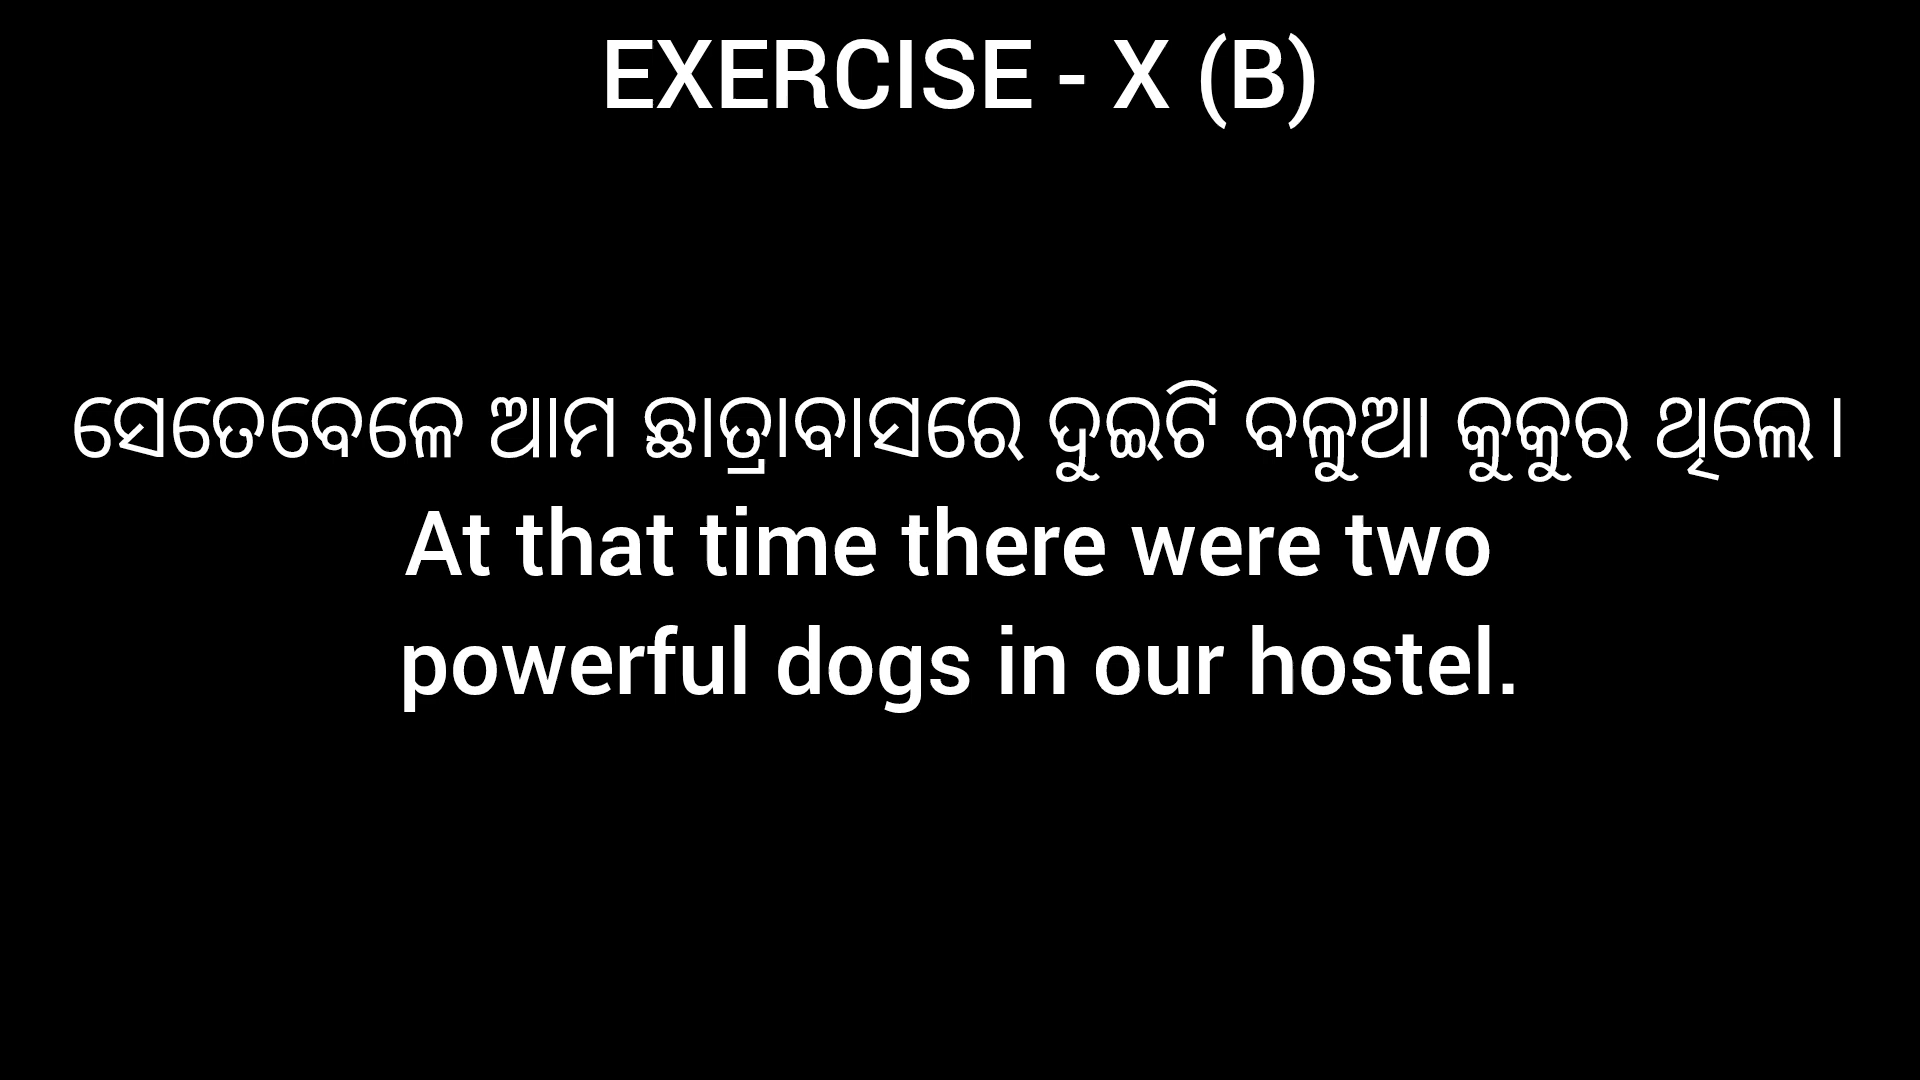 EXERCISE - X (B)
ସେତେବେଳେ ଆମ ଛାତ୍ରାବାସରେ ଦୁଇଟି ବଳୁଆ କୁକୁର ଥିଲେ।
At that time there were two
powerful dogs in our hostel.